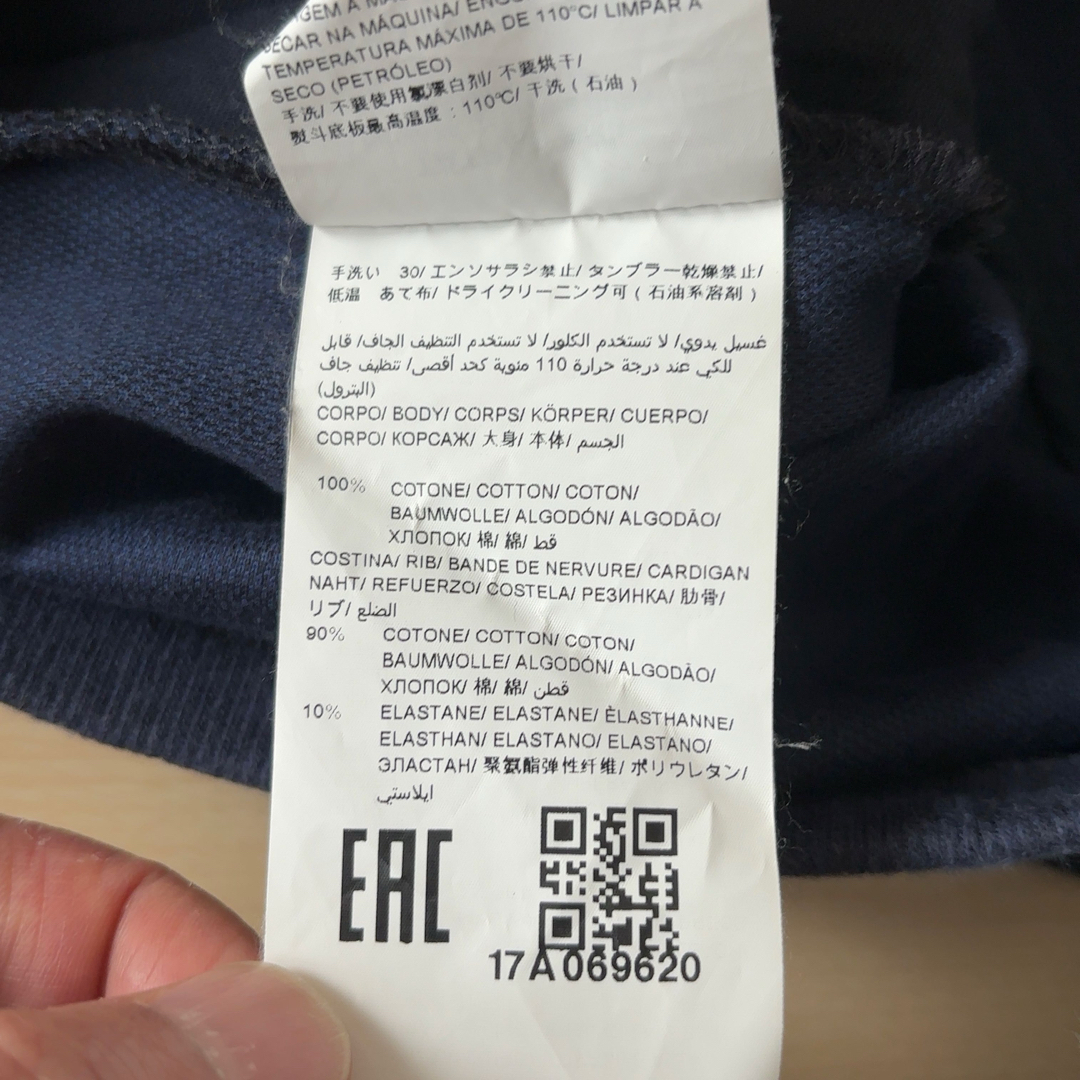 SECAR NA MÁQUINA/
TEMPERATURA MÁXIMA DE 110°C/ LIMPAR A
SECO (PETRÓLEO)
手洗/ 不要使用氯漂白剂/ 不要烘干/
熨斗底板最高温度：110℃/ 干洗（石油）
手洗い 30/ エンソサラシ禁止/ タンブラー乾燥禁止/
低温 あて布/ ドライクリーニング可 ( 石油系溶剤 )
غسيل يدوي/ لا تستخدم الكلور/ لا تستخدم التنظيف الجاف/ قابل
للكي عند درجة حرارة 110 مئوية كحد أقصى/ تنظيف جاف
(البترول)
CORPO/ BODY/ CORPS/ KÖRPER/ CUERPO/
CORPO/ КОРСАЖ/ 大身/ 本体/ الجسم
100% COTONE/ COTTON/ COTON/
BAUMWOLLE/ ALGODÓN/ ALGODÃO/
ХЛОПОК/ 棉/ 綿/ قط
COSTINA/ RIB/ BANDE DE NERVURE/ CARDIGAN
NAHT/ REFUERZO/ COSTELA/ РЕЗИНКА/ 肋骨/
リブ/ الضلع
90% COTONE/ COTTON/ COTON/
BAUMWOLLE/ ALGODÓN/ ALGODÃO/
ХЛОПОК/ 棉/ 綿/ قطن
10% ELASTANE/ ELASTANE/ ÈLASTHANNE/
ELASTHAN/ ELASTANO/ ELASTANO/
ЭЛАСТАН/ 聚氨酯弹性纤维/ ポリウレタン/
ايلاستي
EAC
17A069620